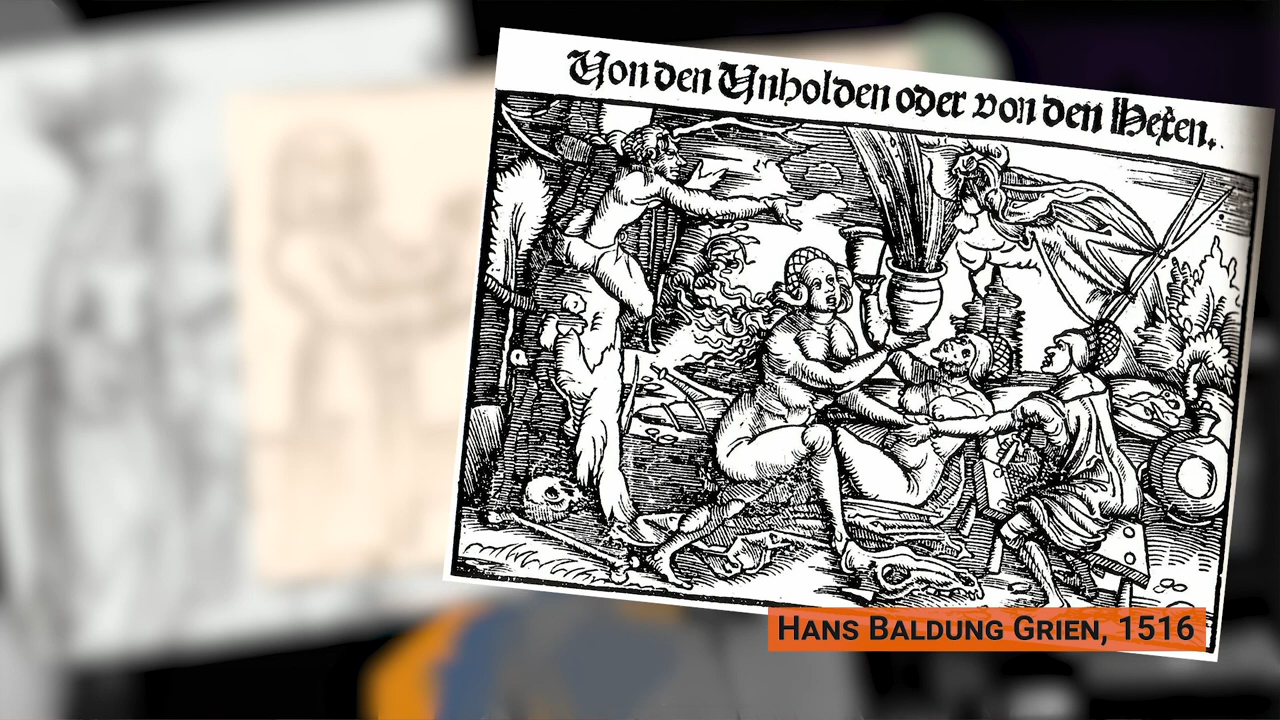 Von den Unholden oder von den Hexen.
HANS BALDUNG GRIEN, 1516